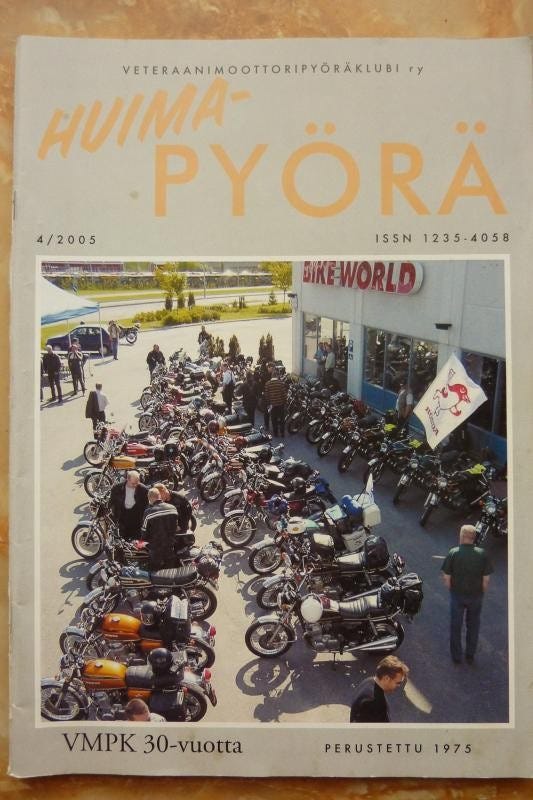 VETERAANIMOOTTORIPYÖRÄKLUBI ry
HUIMA-
PYÖRÄ
4/2005
ISSN 1235-4058
BIKE WORLD
VMPK 30-vuotta
PERUSTETTU 1975